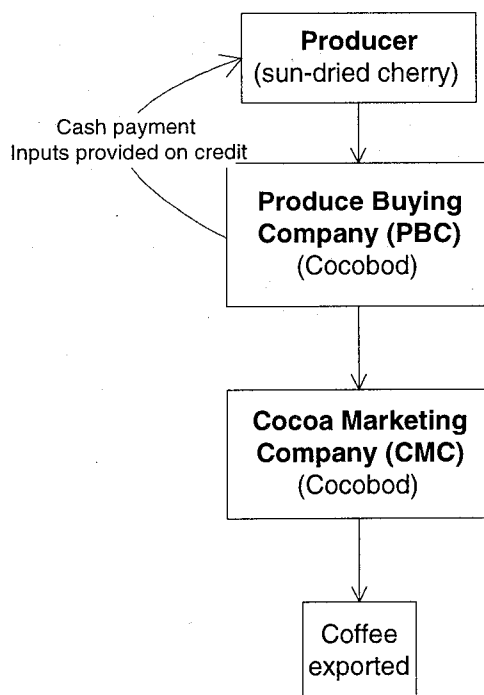 Producer
(sun-dried cherry)
Cash payment
Inputs provided on credit
Produce Buying
Company (PBC)
(Cocobod)
Cocoa Marketing
Company (CMC)
(Cocobod)
Coffee
exported